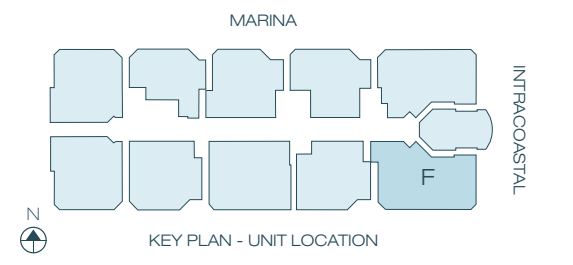 MARINA
INTRACOASTAL
F
N
KEY PLAN - UNIT LOCATION